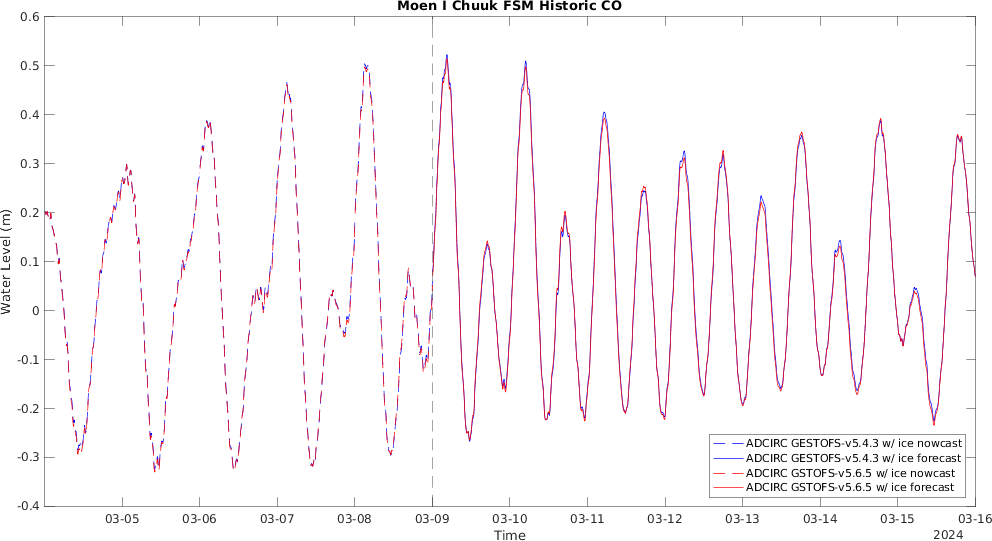 Moen I Chuuk FSM Historic CO
Water Level (m)
0.6
0.5
0.4
0.3
0.2
0.1
0
-0.1
-0.2
-0.3
-0.4
ADCIRC GESTOFS-v5.4.3 w/ ice nowcast
ADCIRC GESTOFS-v5.4.3 w/ ice forecast
ADCIRC GSTOFS-v5.6.5 w/ ice nowcast
ADCIRC GSTOFS-v5.6.5 w/ ice forecast
03-05 03-06 03-07 03-08 03-09 03-10 03-11 03-12 03-13 03-14 03-15 03-16
Time
2024